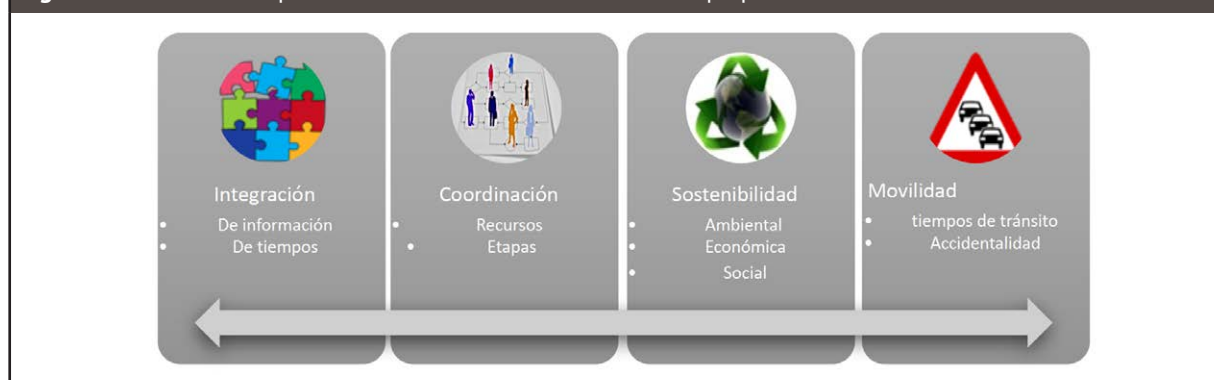 Integración
• De información
• De tiempos
Coordinación
• Recursos
• Etapas
Sostenibilidad
• Ambiental
• Económica
• Social
Movilidad
• tiempos de tránsito
• Accidentalidad